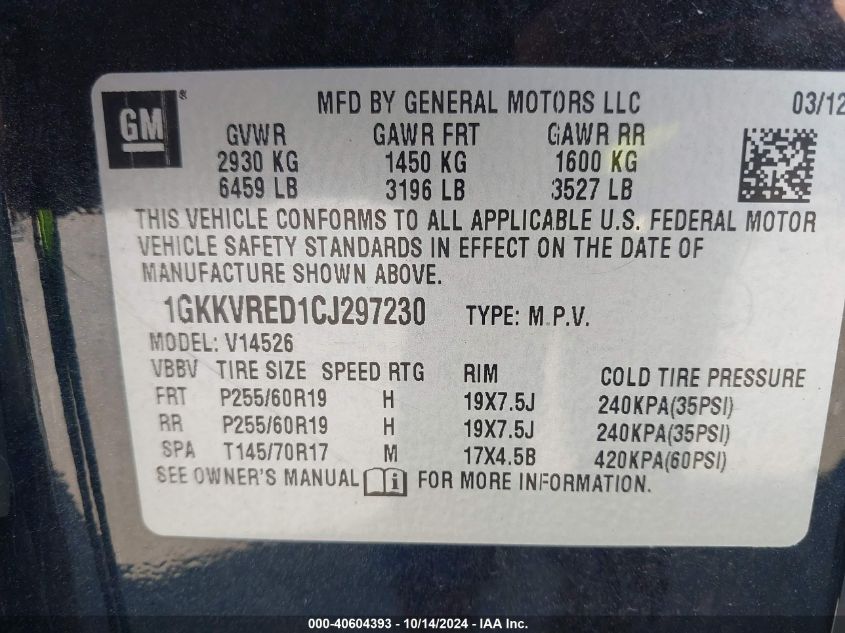 GM ®
MFD BY GENERAL MOTORS LLC 03/12
GVWR GAWR FRT GAWR RR
2930 KG 1450 KG 1600 KG
6459 LB 3196 LB 3527 LB
THIS VEHICLE CONFORMS TO ALL APPLICABLE U.S. FEDERAL MOTOR
VEHICLE SAFETY STANDARDS IN EFFECT ON THE DATE OF
MANUFACTURE SHOWN ABOVE.
1GKKVRED1CJ297230 TYPE: M.P.V.
MODEL: V14526
VBBV TIRE SIZE SPEED RTG RIM COLD TIRE PRESSURE
FRT P255/60R19 H 19X7.5J 240KPA(35PSI)
RR P255/60R19 H 19X7.5J 240KPA(35PSI)
SPA T145/70R17 M 17X4.5B 420KPA(60PSI)
SEE OWNER'S MANUAL i FOR MORE INFORMATION.
000-40604393 - 10/14/2024 - IAA Inc.